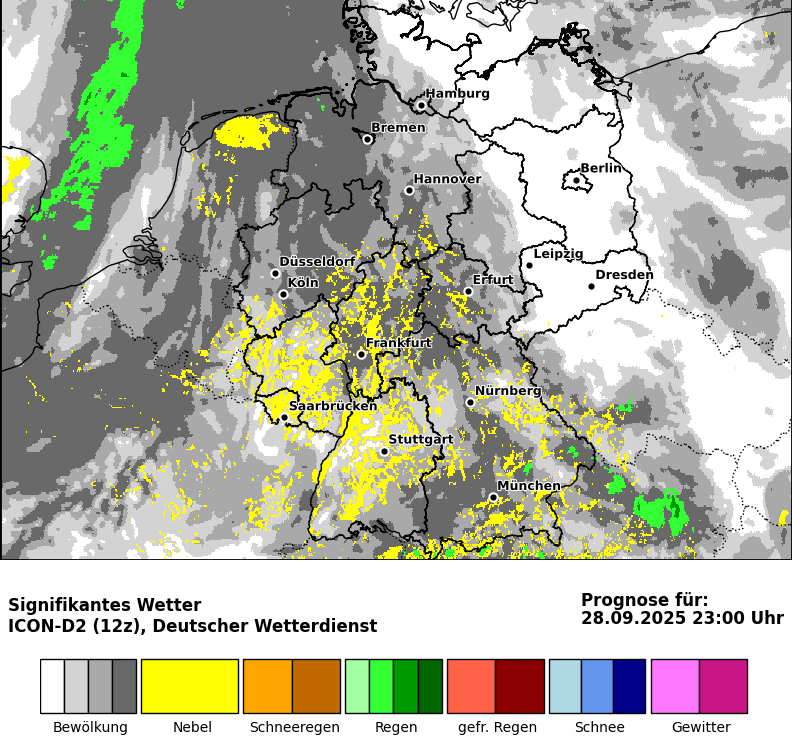 Hamburg
Bremen
Berlin
Hannover
Leipzig
Düsseldorf
Dresden
Köln
Erfurt
Frankfurt
Nürnberg
Saarbrücken
Stuttgart
München
Signifikantes Wetter
ICON-D2 (12z), Deutscher Wetterdienst
Prognose für:
28.09.2025 23:00 Uhr
Bewölkung
Nebel
Schneeregen
Regen
gefr. Regen
Schnee
Gewitter